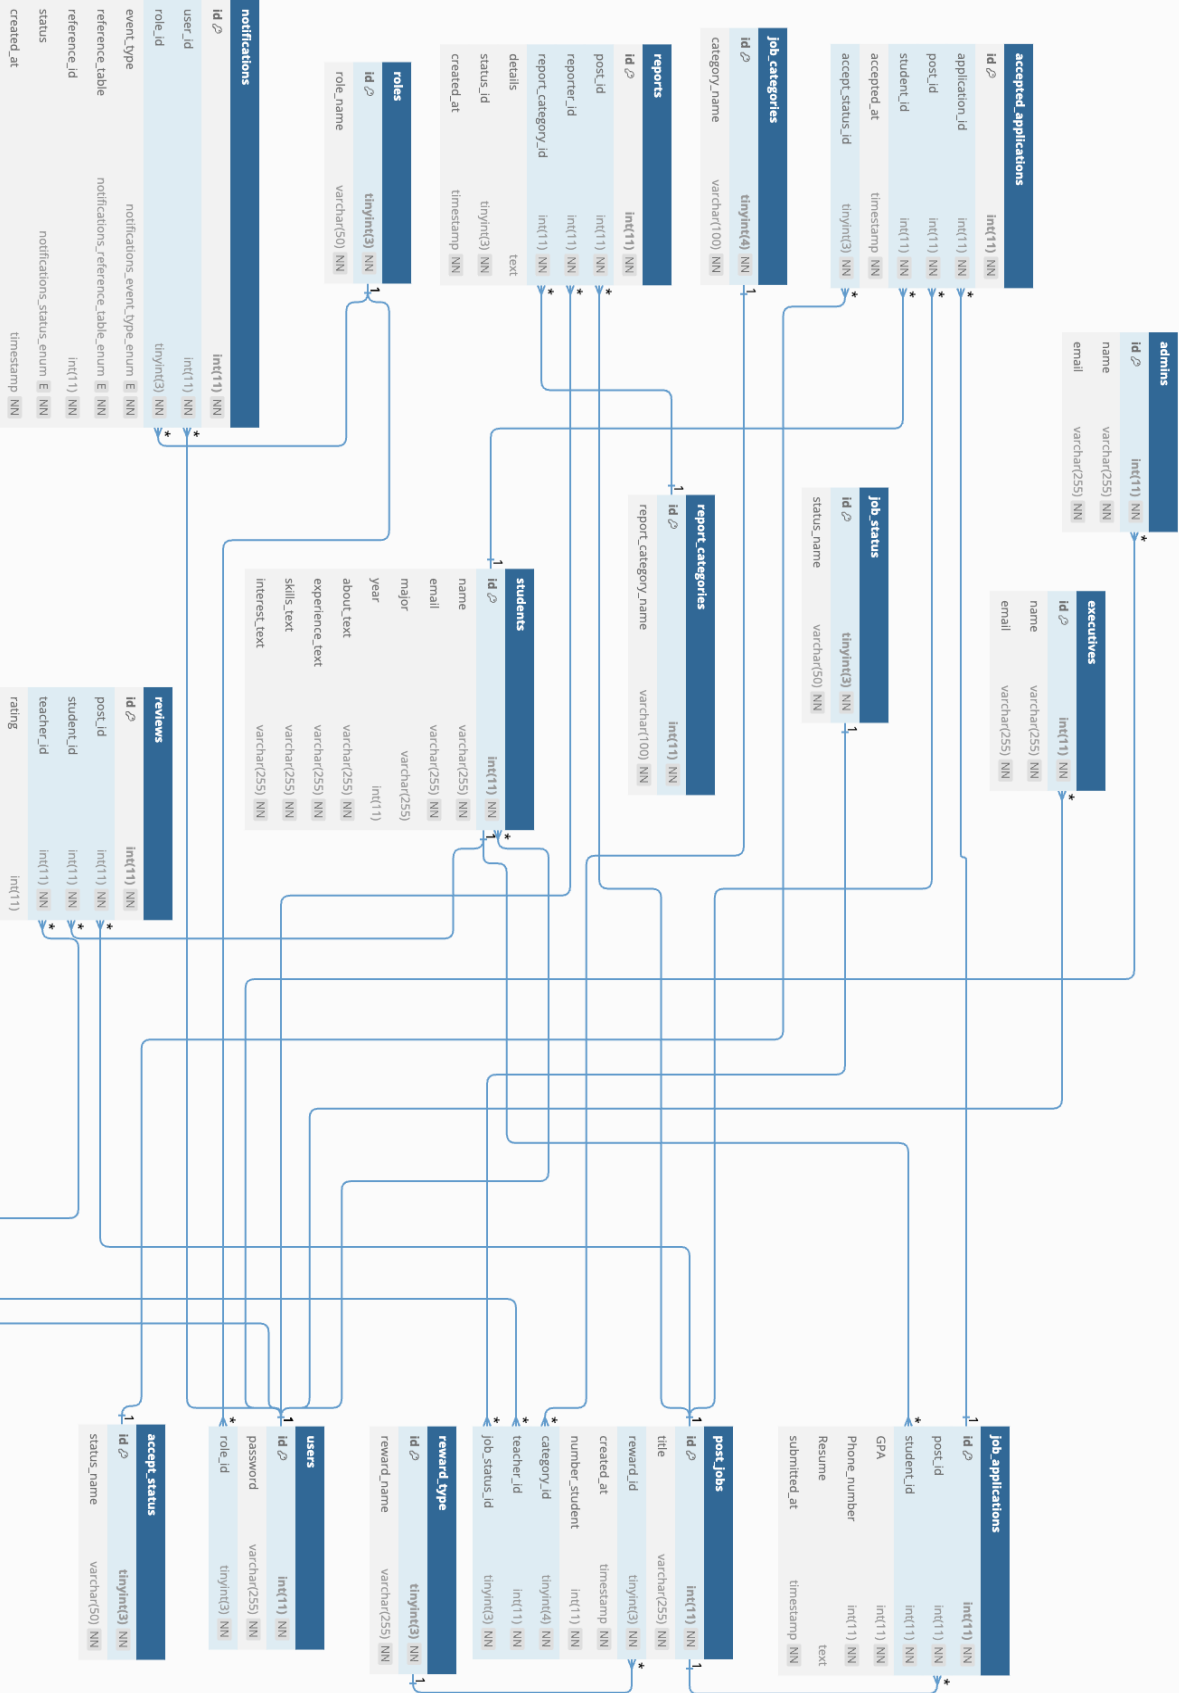 admins
id int(11) NN
name varchar(255) NN
email varchar(255) NN
executives
id int(11) NN
name varchar(255) NN
email varchar(255) NN
accepted_applications
id int(11) NN
application_id int(11) NN
post_id int(11) NN
student_id int(11) NN
accepted_at timestamp NN
accept_status_id tinyint(3) NN
job_applications
id int(11) NN
post_id int(11) NN
student_id int(11) NN
GPA int(11) NN
Phone_number int(11) NN
Resume text
submitted_at timestamp NN
job_status
id tinyint(3) NN
status_name varchar(50) NN
job_categories
id tinyint(4) NN
category_name varchar(100) NN
post_jobs
id int(11) NN
title varchar(255) NN
reward_id tinyint(3) NN
created_at timestamp NN
number_student int(11) NN
category_id tinyint(4) NN
teacher_id int(11) NN
job_status_id tinyint(3) NN
report_categories
id int(11) NN
report_category_name varchar(100) NN
reports
id int(11) NN
post_id int(11) NN
reporter_id int(11) NN
report_category_id int(11) NN
details text
status_id tinyint(3) NN
created_at timestamp NN
students
id int(11) NN
name varchar(255) NN
email varchar(255) NN
major varchar(255)
year int(11)
about_text varchar(255) NN
experience_text varchar(255) NN
skills_text varchar(255) NN
interest_text varchar(255) NN
reward_type
id tinyint(3) NN
reward_name varchar(255) NN
roles
id tinyint(3) NN
role_name varchar(50) NN
users
id int(11) NN
password varchar(255) NN
role_id tinyint(3) NN
notifications
id int(11) NN
user_id int(11) NN
role_id tinyint(3) NN
event_type notifications_event_type_enum E NN
reference_table notifications_reference_table_enum E NN
reference_id int(11) NN
status notifications_status_enum E NN
created_at timestamp NN
reviews
id int(11) NN
post_id int(11) NN
student_id int(11) NN
teacher_id int(11) NN
rating int(11)
accept_status
id tinyint(3) NN
status_name varchar(50) NN